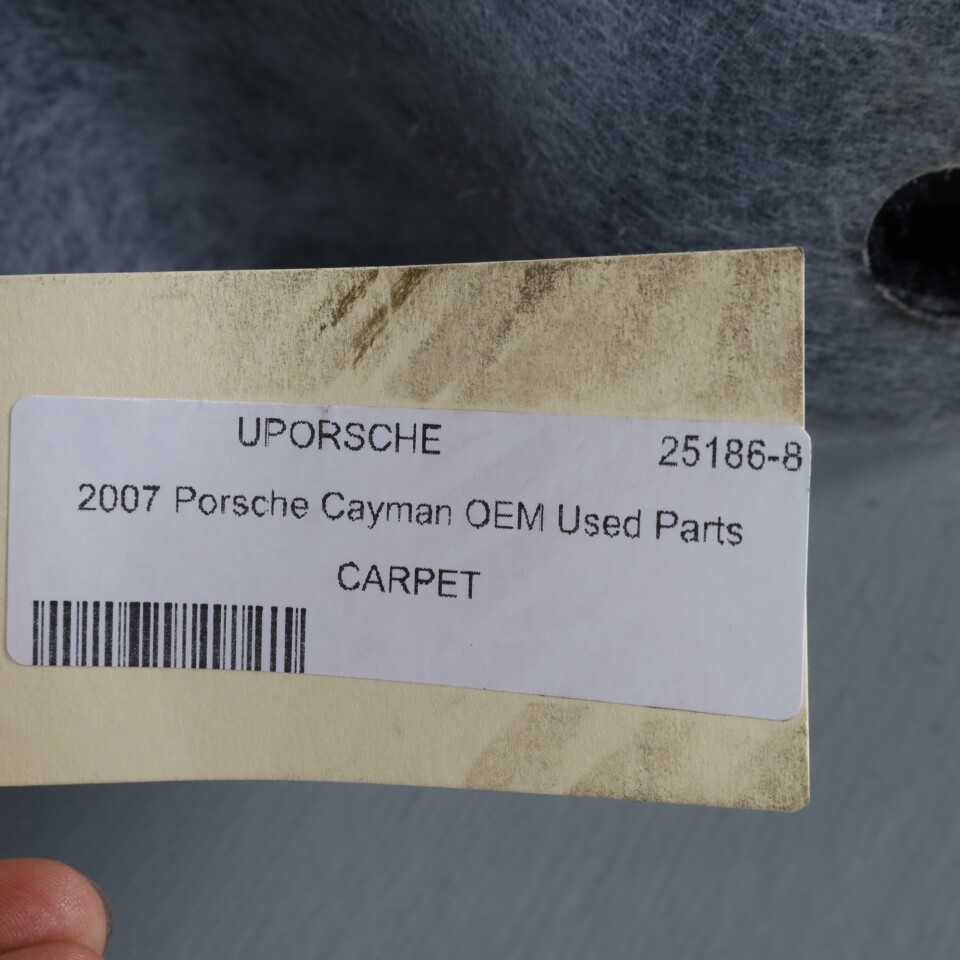 UPORSCHE 25186-8
2007 Porsche Cayman OEM Used Parts
CARPET